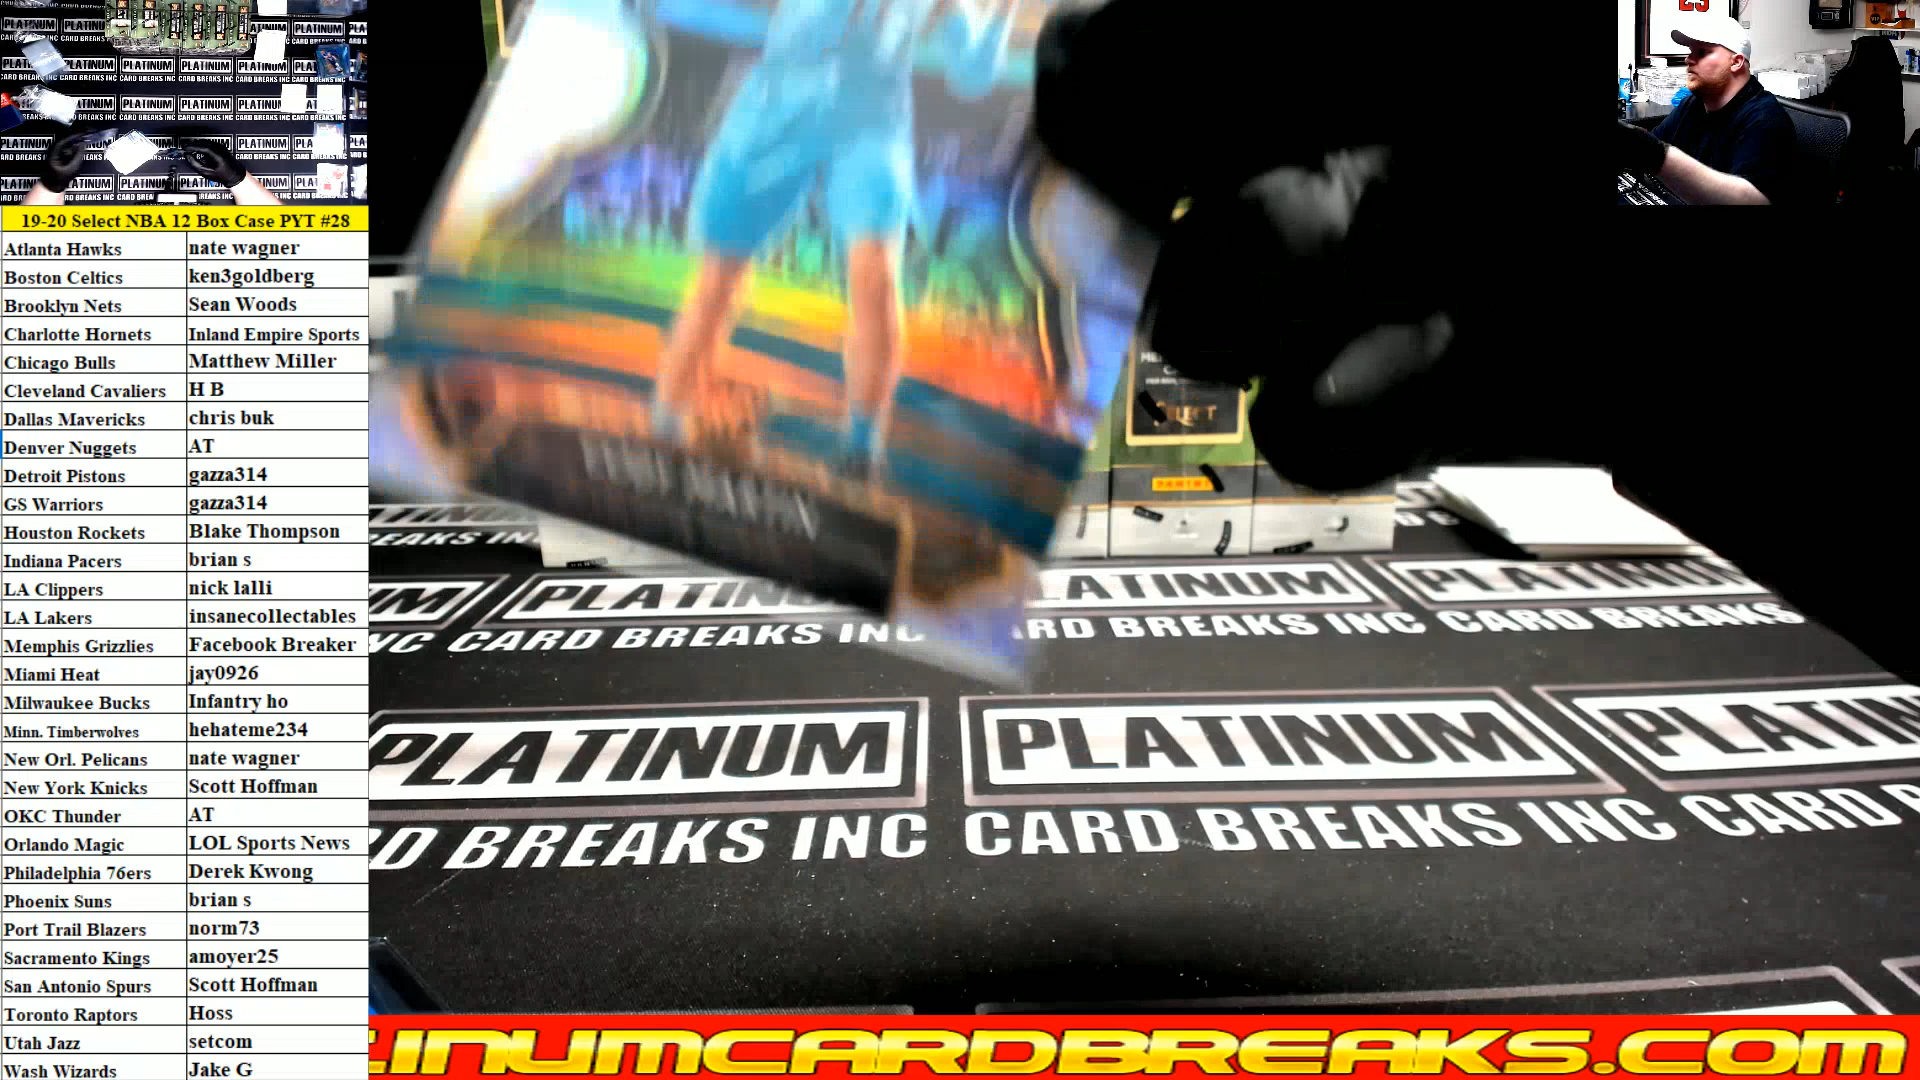 19-20 Select NBA 12 Box Case PYT #28
Atlanta Hawks nate wagner
Boston Celtics ken3goldberg
Brooklyn Nets Sean Woods
Charlotte Hornets Inland Empire Sports
Chicago Bulls Matthew Miller
Cleveland Cavaliers H B
Dallas Mavericks chris buk
Denver Nuggets AT
Detroit Pistons gazza314
GS Warriors gazza314
Houston Rockets Blake Thompson
Indiana Pacers brian s
LA Clippers nick lalli
LA Lakers insanecollectables
Memphis Grizzlies Facebook Breaker
Miami Heat jay0926
Milwaukee Bucks Infantry ho
Minn. Timberwolves hehateme234
New Orl. Pelicans nate wagner
New York Knicks Scott Hoffman
OKC Thunder AT
Orlando Magic LOL Sports News
Philadelphia 76ers Derek Kwong
Phoenix Suns brian s
Port Trail Blazers norm73
Sacramento Kings amoyer25
San Antonio Spurs Scott Hoffman
Toronto Raptors Hoss
Utah Jazz setcom
Wash Wizards Jake G
SELECT
PANINI
PLATINUM
CARD BREAKS INC CARD BREAKS
PLATINUM PLATINUM PLATIN
D BREAKS INC CARD BREAKS INC CARD
INUMCARDBREAKS.COM